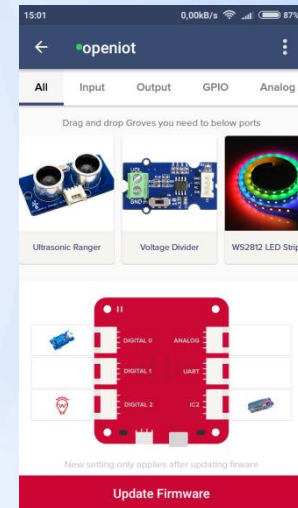 15:01 0,00kB/s 87%
openiot
All Input Output GPIO Analog
Drag and drop Groves you need to below ports
Ultrasonic Ranger Voltage Divider WS2812 LED Strip
DIGITAL 0 ANALOG
DIGITAL 1 UART
DIGITAL 2 IC2
New setting only applies after updating firware
Update Firmware